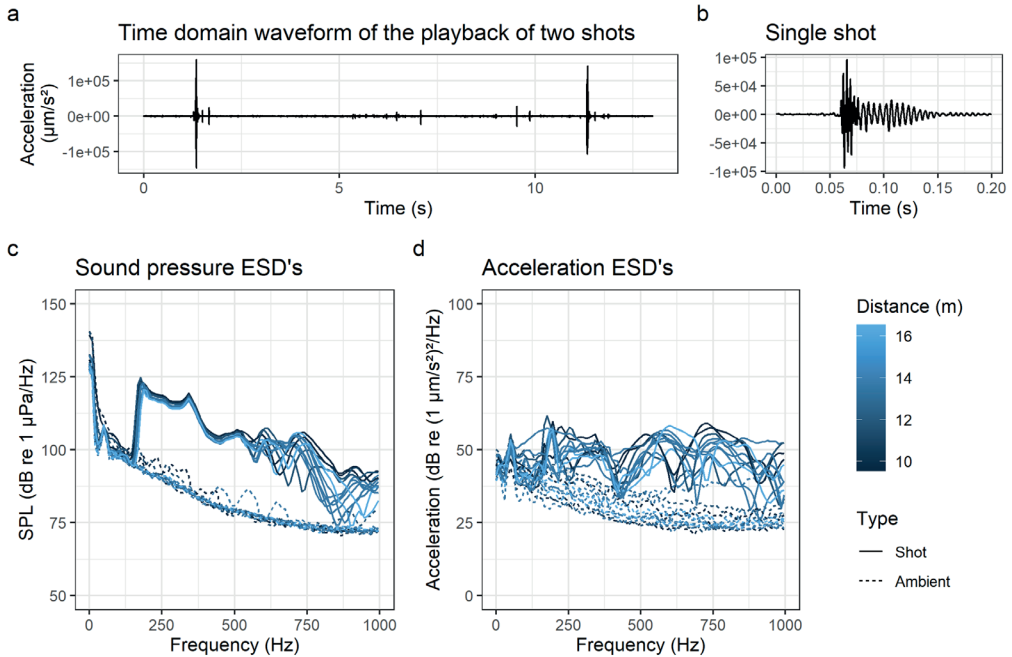 a
Time domain waveform of the playback of two shots
Acceleration
(μm/s²)
1e+05
0e+00
-1e+05
0
5
10
Time (s)
b
Single shot
1e+05
5e+04
0e+00
-5e+04
-1e+05
0.00
0.05
0.10
0.15
0.20
Time (s)
c
Sound pressure ESD's
SPL (dB re 1 μPa/Hz)
150
125
100
75
50
0
250
500
750
1000
Frequency (Hz)
d
Acceleration ESD's
Acceleration (dB re (1 μm/s²)²/Hz)
100
75
50
25
0
0
250
500
750
1000
Frequency (Hz)
Distance (m)
16
14
12
10
Type
Shot
Ambient